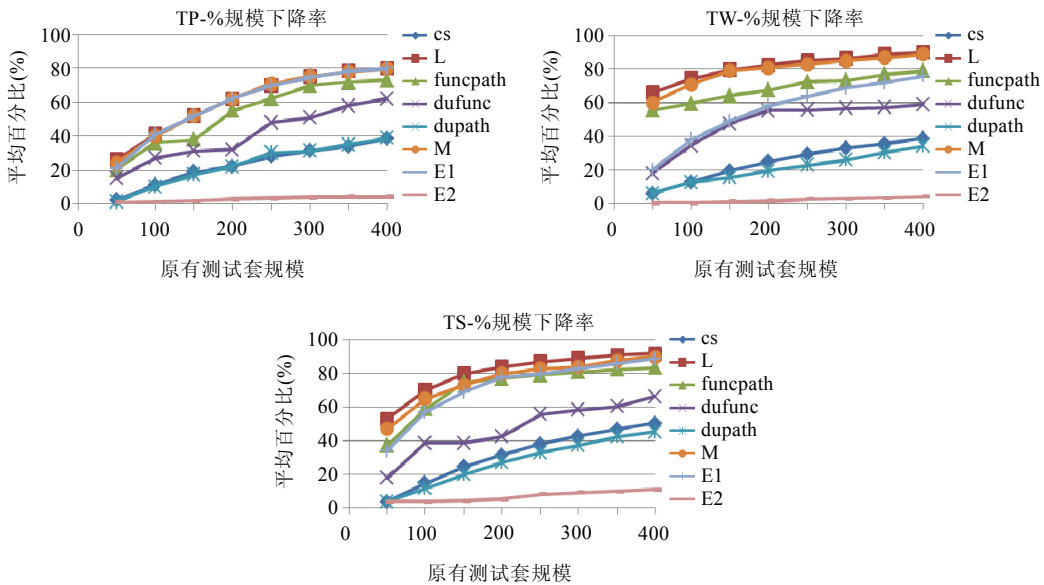 TP-%规模下降率
平均百分比(%)
100
80
60
40
20
0
0
100
200
300
400
原有测试套规模
cs
L
funcpath
dufunc
dupath
M
E1
E2
TW-%规模下降率
平均百分比(%)
100
80
60
40
20
0
0
100
200
300
400
原有测试套规模
cs
L
funcpath
dufunc
dupath
M
E1
E2
TS-%规模下降率
平均百分比(%)
100
80
60
40
20
0
0
100
200
300
400
原有测试套规模
cs
L
funcpath
dufunc
dupath
M
E1
E2